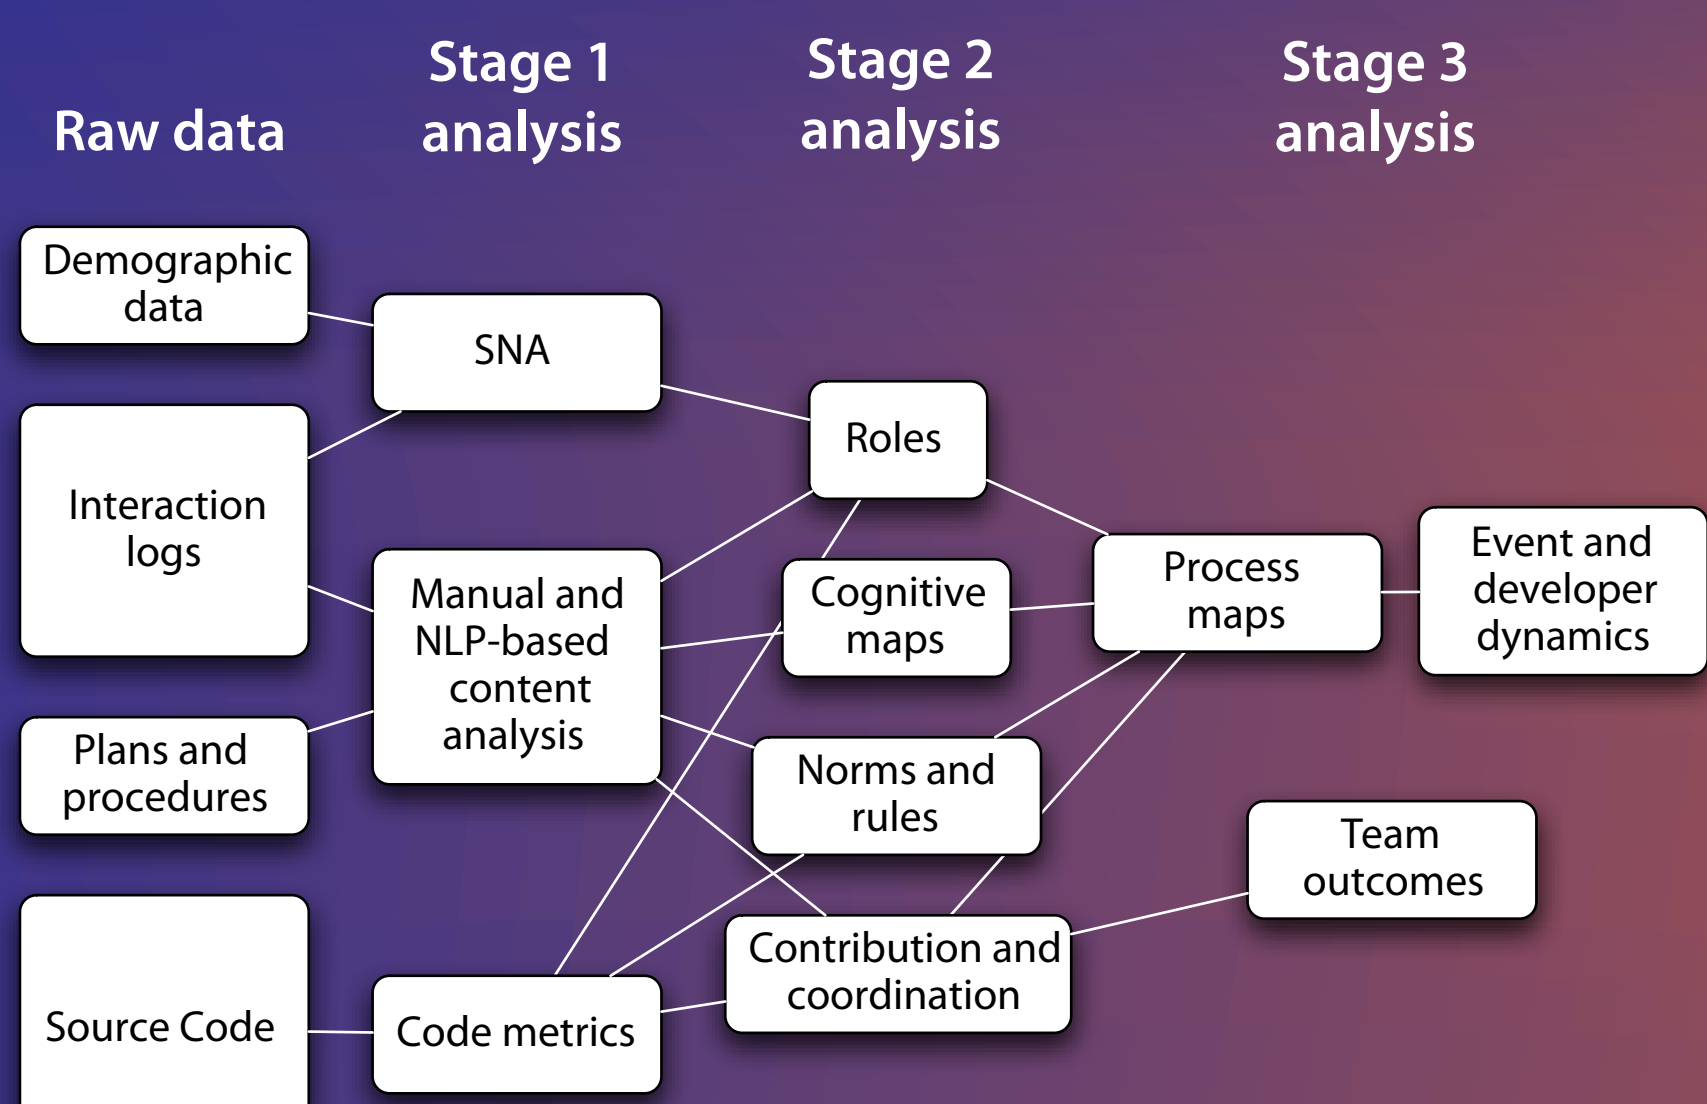 Raw data
Stage 1
analysis
Stage 2
analysis
Stage 3
analysis
Demographic
data
Interaction
logs
Plans and
procedures
Source Code
SNA
Manual and
NLP-based
content
analysis
Code metrics
Roles
Cognitive
maps
Norms and
rules
Contribution and
coordination
Process
maps
Event and
developer
dynamics
Team
outcomes